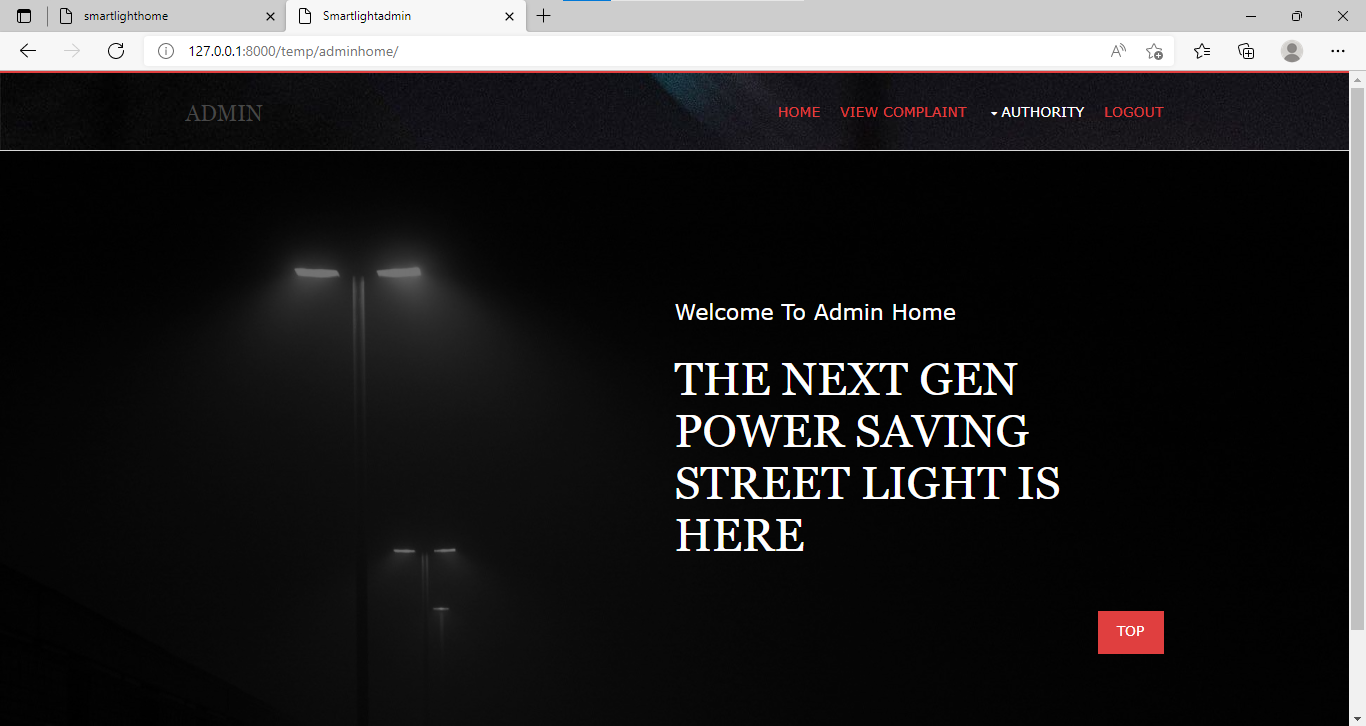 smartlighthome
Smartlightadmin
127.0.0.1:8000/temp/adminhome/
ADMIN
HOME
VIEW COMPLAINT
AUTHORITY
LOGOUT
Welcome To Admin Home
THE NEXT GEN
POWER SAVING
STREET LIGHT IS
HERE
TOP